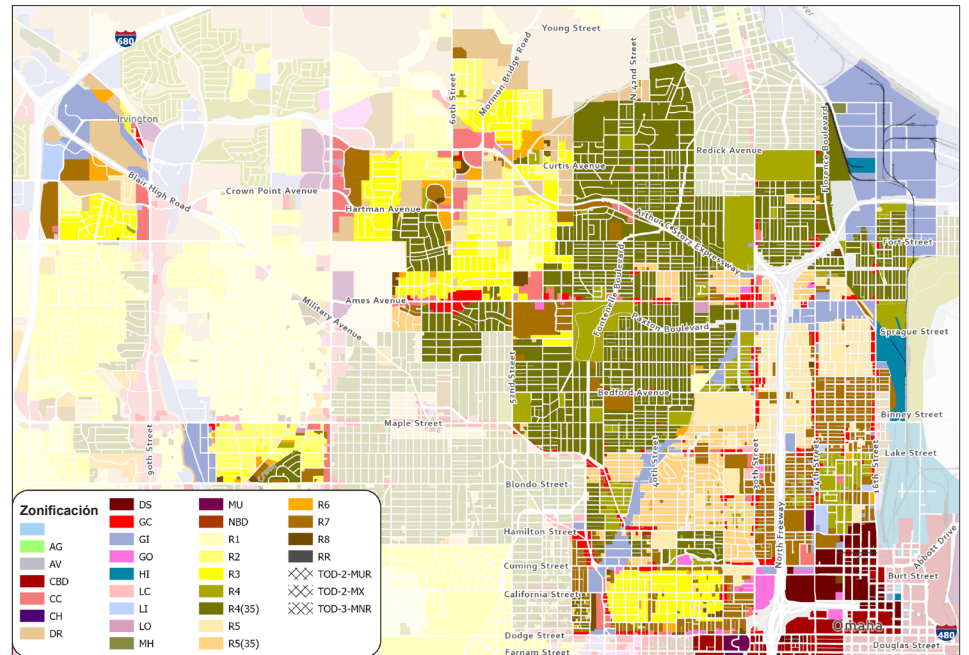 Young Street
680
N 42nd Street
60th Street
Mormon Bridge Road
Irvington
Florence Boulevard
Redick Avenue
Curtis Avenue
Blair High Road
Crown Point Avenue
Hartman Avenue
Arthur C Storz Expressway
Fort Street
Fontenelle Boulevard
Ames Avenue
Military Avenue
Paxton Boulevard
Sprague Street
52nd Street
Bedford Avenue
Binney Street
Maple Street
90th Street
40th Street
30th Street
24th Street
16th Street
Lake Street
Blondo Street
Hamilton Street
North Freeway
Abbott Drive
Cuming Street
Burt Street
California Street
Omaha
480
Dodge Street
Douglas Street
Farnam Street
Zonificación
AG
AV
CBD
CC
CH
DR
DS
GC
GI
GO
HI
LC
LI
LO
MH
MU
NBD
R1
R2
R3
R4
R4(35)
R5
R5(35)
R6
R7
R8
RR
TOD-2-MUR
TOD-2-MX
TOD-3-MNR